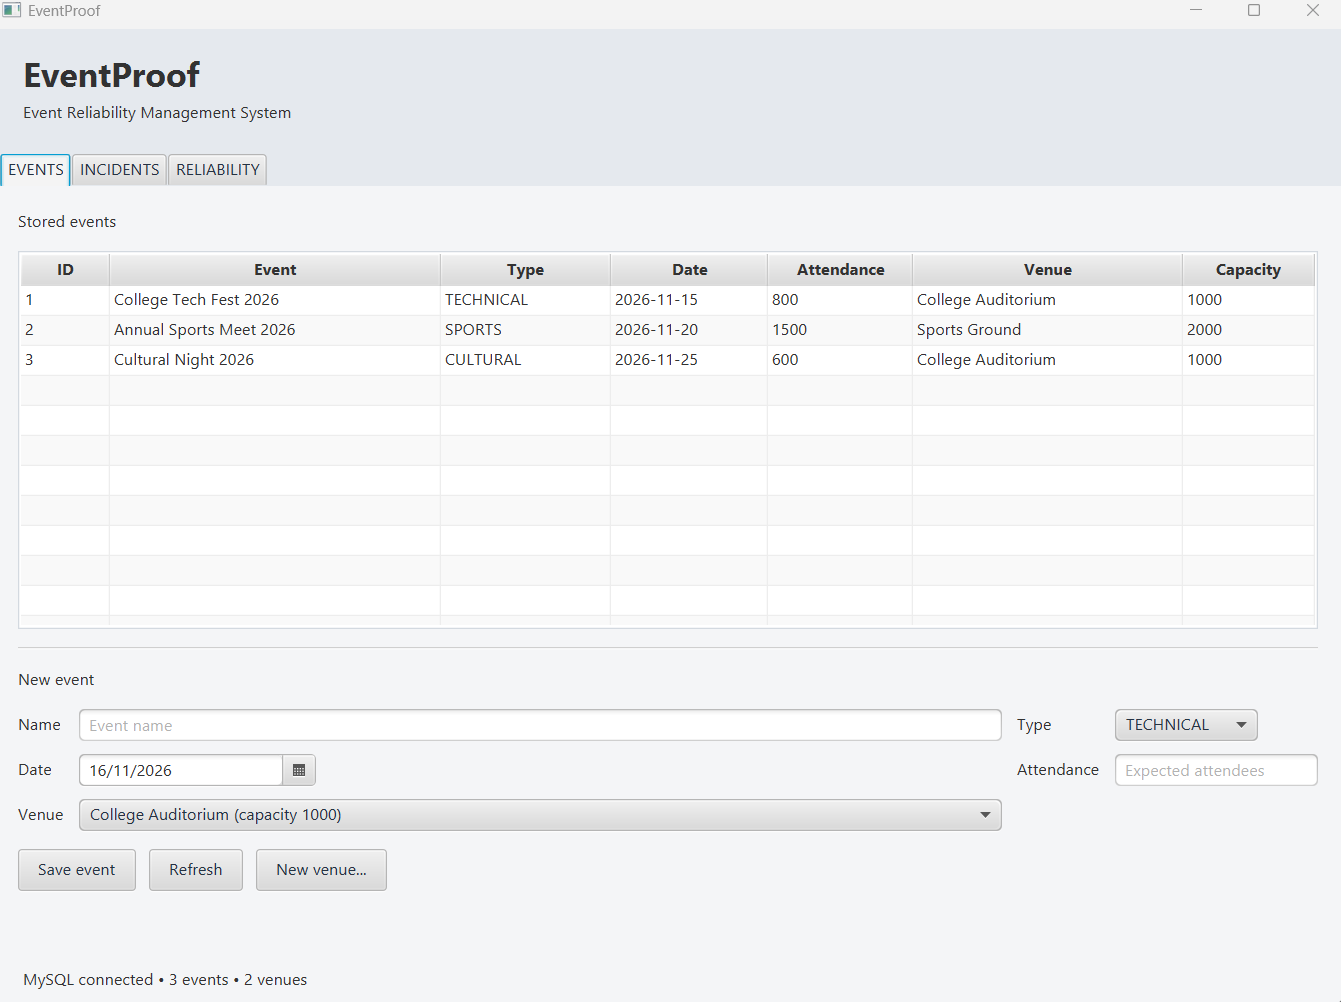 EventProof
EventProof
Event Reliability Management System
EVENTS INCIDENTS RELIABILITY
Stored events
ID Event Type Date Attendance Venue Capacity
1 College Tech Fest 2026 TECHNICAL 2026-11-15 800 College Auditorium 1000
2 Annual Sports Meet 2026 SPORTS 2026-11-20 1500 Sports Ground 2000
3 Cultural Night 2026 CULTURAL 2026-11-25 600 College Auditorium 1000
New event
Name Event name Type TECHNICAL
Date 16/11/2026 Attendance Expected attendees
Venue College Auditorium (capacity 1000)
Save event Refresh New venue...
MySQL connected • 3 events • 2 venues